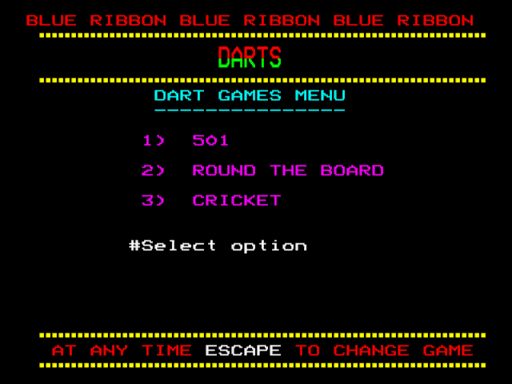 BLUE RIBBON BLUE RIBBON BLUE RIBBON
DARTS
DART GAMES MENU
1) 501
2) ROUND THE BOARD
3) CRICKET
#Select option
AT ANY TIME ESCAPE TO CHANGE GAME